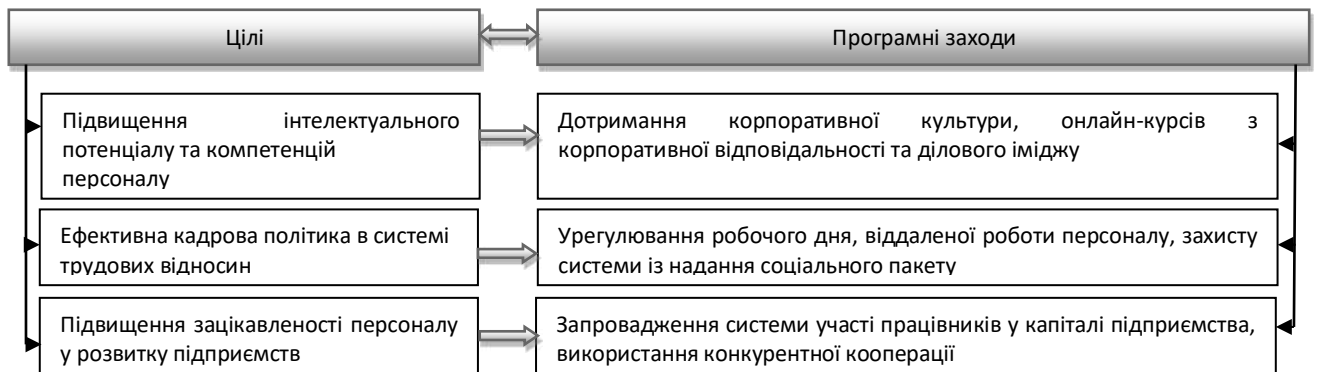 Цілі
Програмні заходи
Підвищення інтелектуального
потенціалу та компетенцій
персоналу
Дотримання корпоративної культури, онлайн-курсів з
корпоративної відповідальності та ділового іміджу
Ефективна кадрова політика в системі
трудових відносин
Урегулювання робочого дня, віддаленої роботи персоналу, захисту
системи із надання соціального пакету
Підвищення зацікавленості персоналу
у розвитку підприємств
Запровадження системи участі працівників у капіталі підприємства,
використання конкурентної кооперації